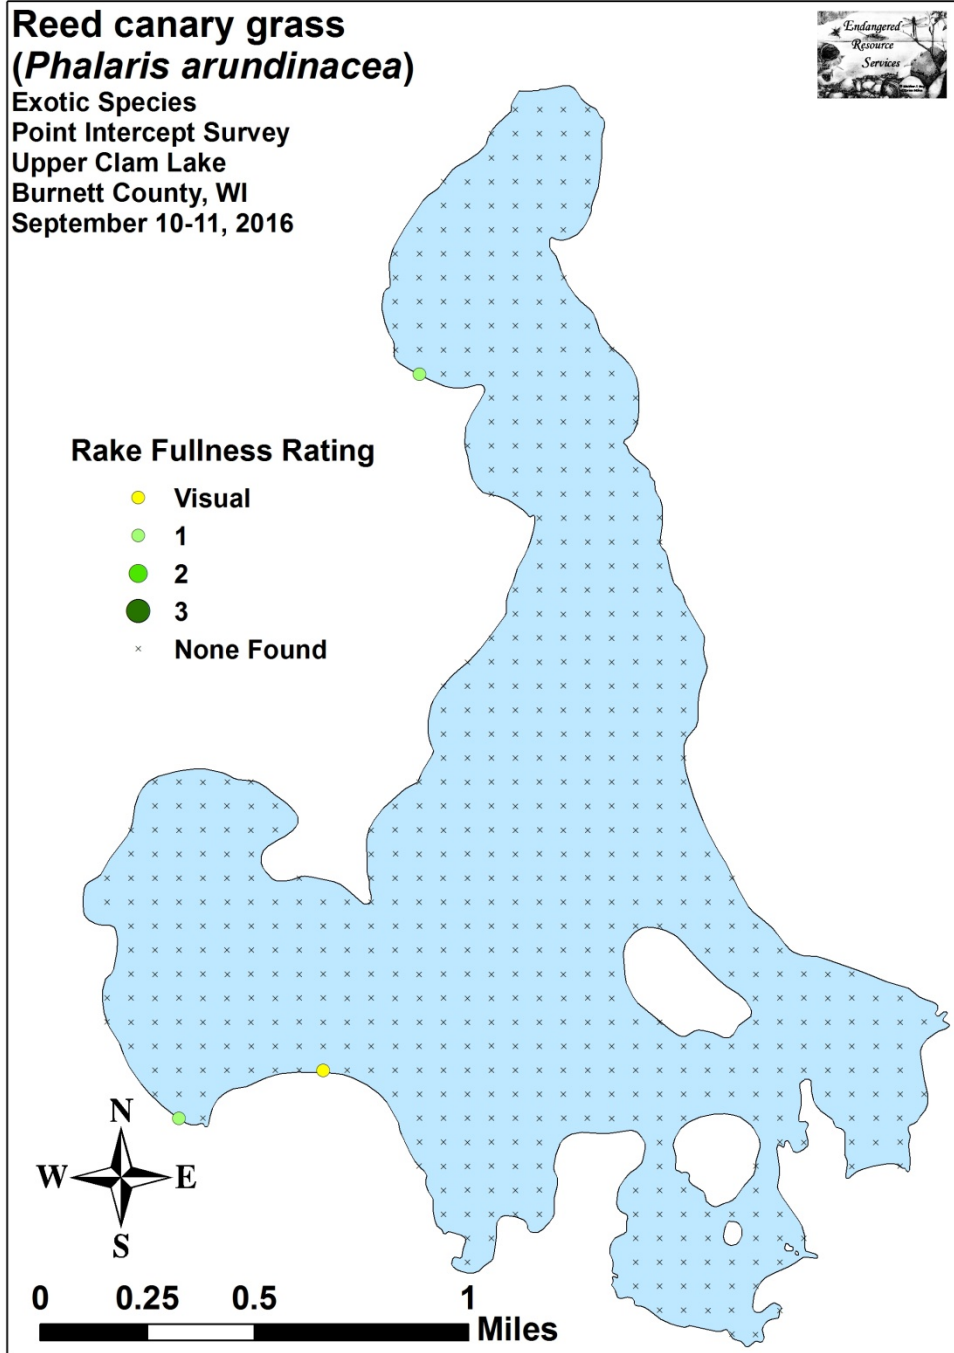 Reed canary grass
(Phalaris arundinacea)
Exotic Species
Point Intercept Survey
Upper Clam Lake
Burnett County, WI
September 10-11, 2016
Endangered
Resource
Services
Rake Fullness Rating
Visual
1
2
3
None Found
N
W E
S
0 0.25 0.5 1
Miles